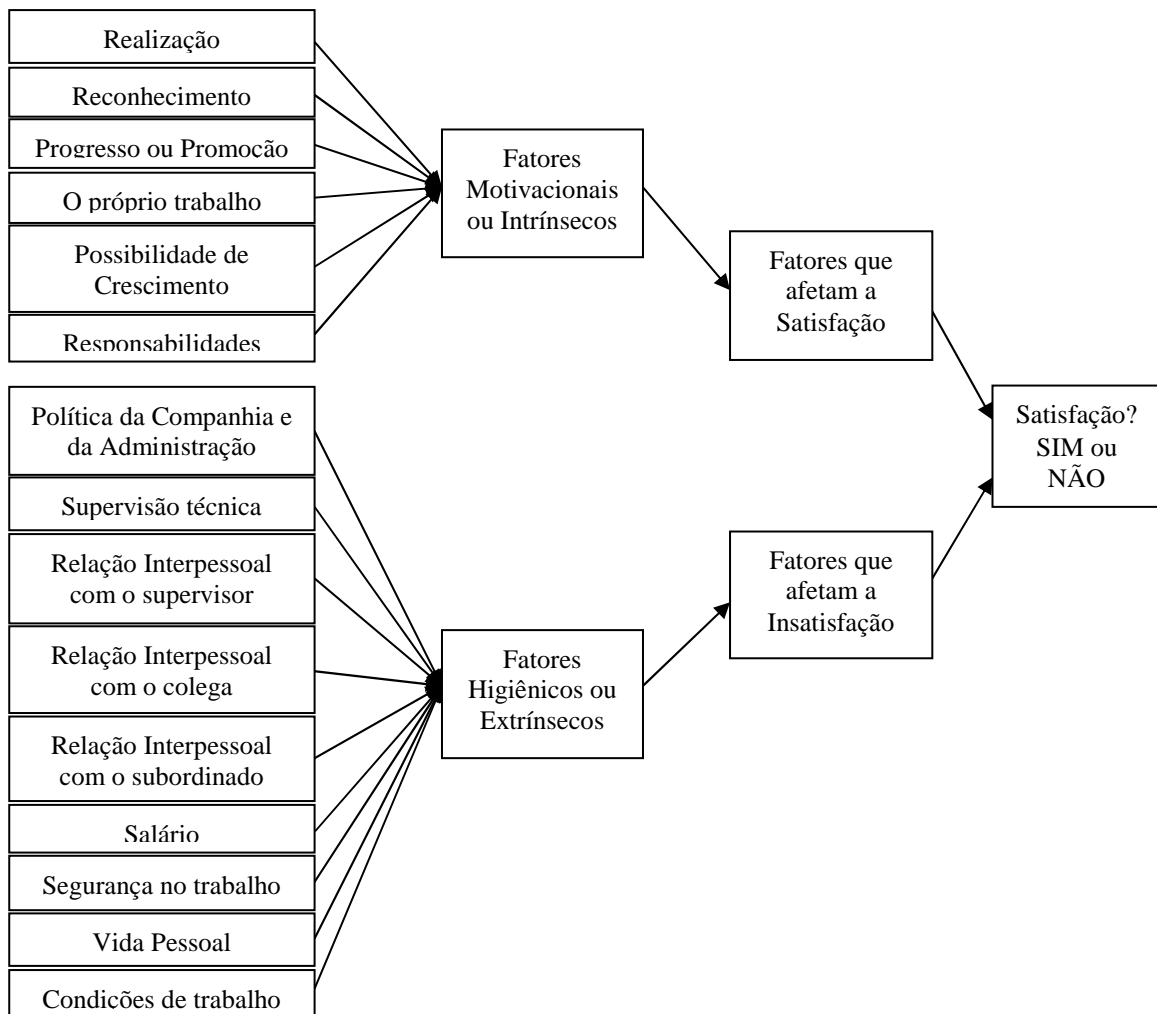 Realização
Reconhecimento
Progresso ou Promoção
O próprio trabalho
Possibilidade de
Crescimento
Responsabilidades
Fatores
Motivacionais
ou Intrínsecos
Fatores que
afetam a
Satisfação
Política da Companhia e
da Administração
Supervisão técnica
Relação Interpessoal
com o supervisor
Relação Interpessoal
com o colega
Relação Interpessoal
com o subordinado
Salário
Segurança no trabalho
Vida Pessoal
Condições de trabalho
Fatores
Higiênicos ou
Extrínsecos
Fatores que
afetam a
Insatisfação
Satisfação?
SIM ou
NÃO